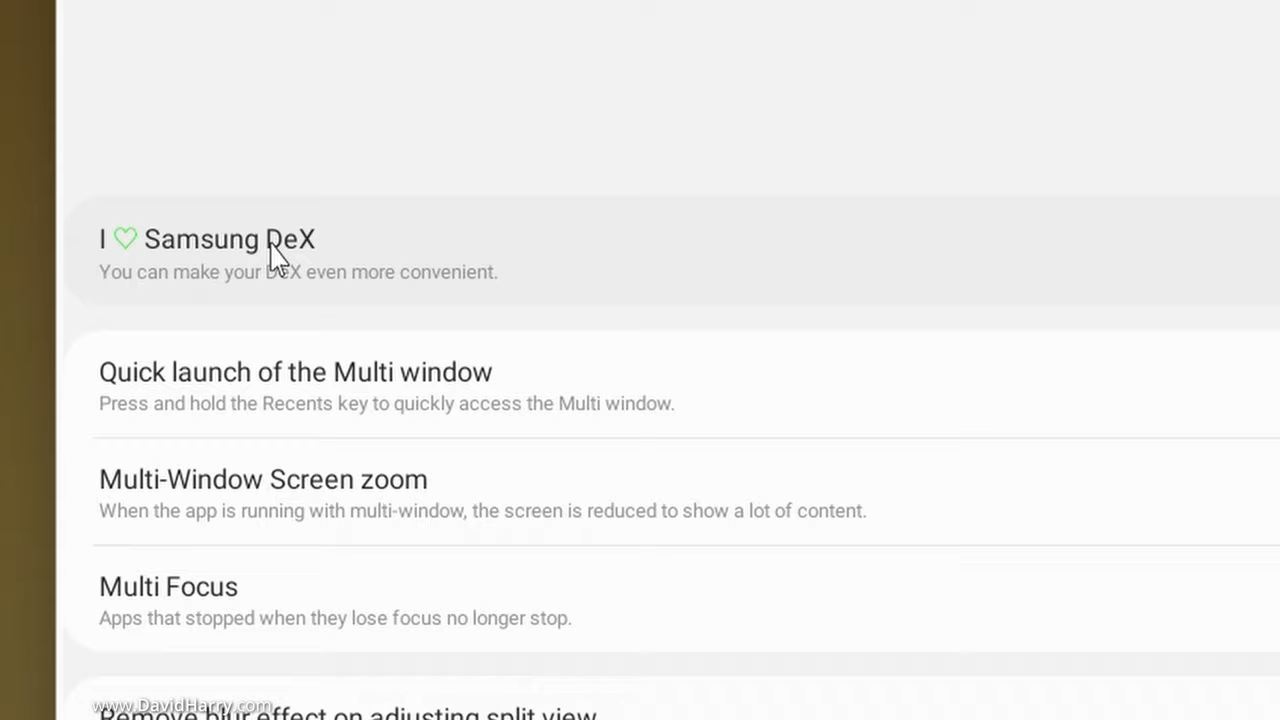 I ♡ Samsung DeX
You can make your DeX even more convenient.
Quick launch of the Multi window
Press and hold the Recents key to quickly access the Multi window.
Multi-Window Screen zoom
When the app is running with multi-window, the screen is reduced to show a lot of content.
Multi Focus
Apps that stopped when they lose focus no longer stop.
www.DavidHarry.com
Remove blur effect on adjusting split view